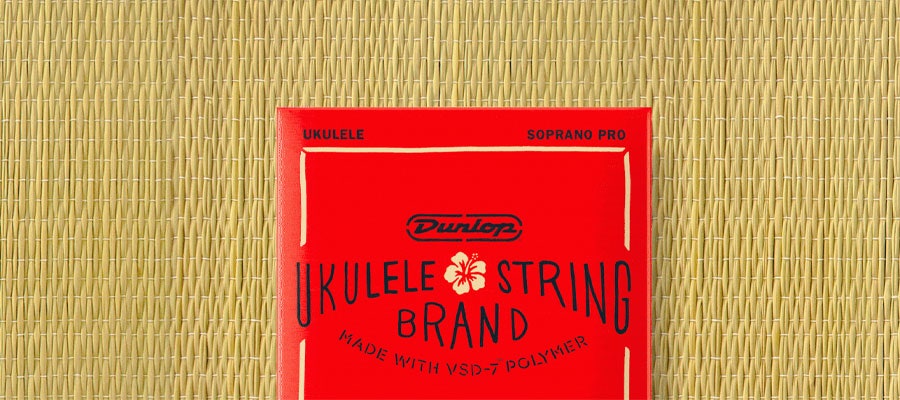 UKULELE SOPRANO PRO
Dunlop
UKULELE STRING
BRAND
MADE WITH VSD-7 POLYMER